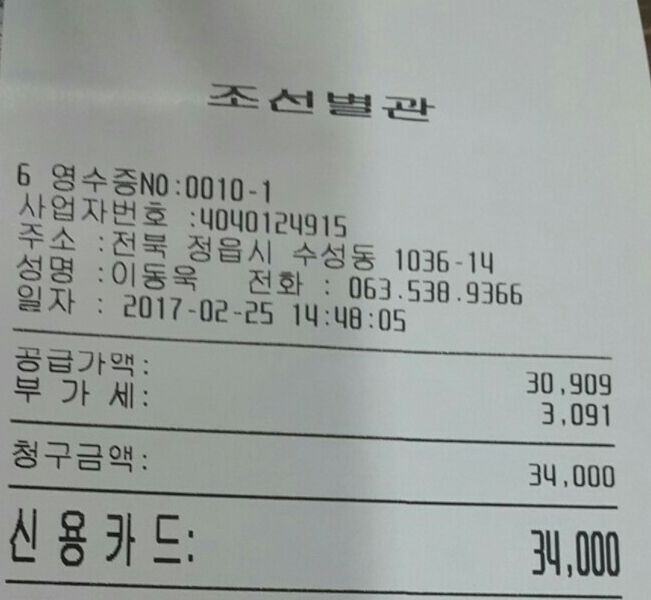 조선별관
6 영수증NO:0010-1
사업자번호 :4040124915
주소 :전북 정읍시 수성동 1036-14
성명 :이동욱 전화 : 063.538.9366
일자 : 2017-02-25 14:48:05
공급가액: 30,909
부 가 세: 3,091
청구금액: 34,000
신용카드: 34,000